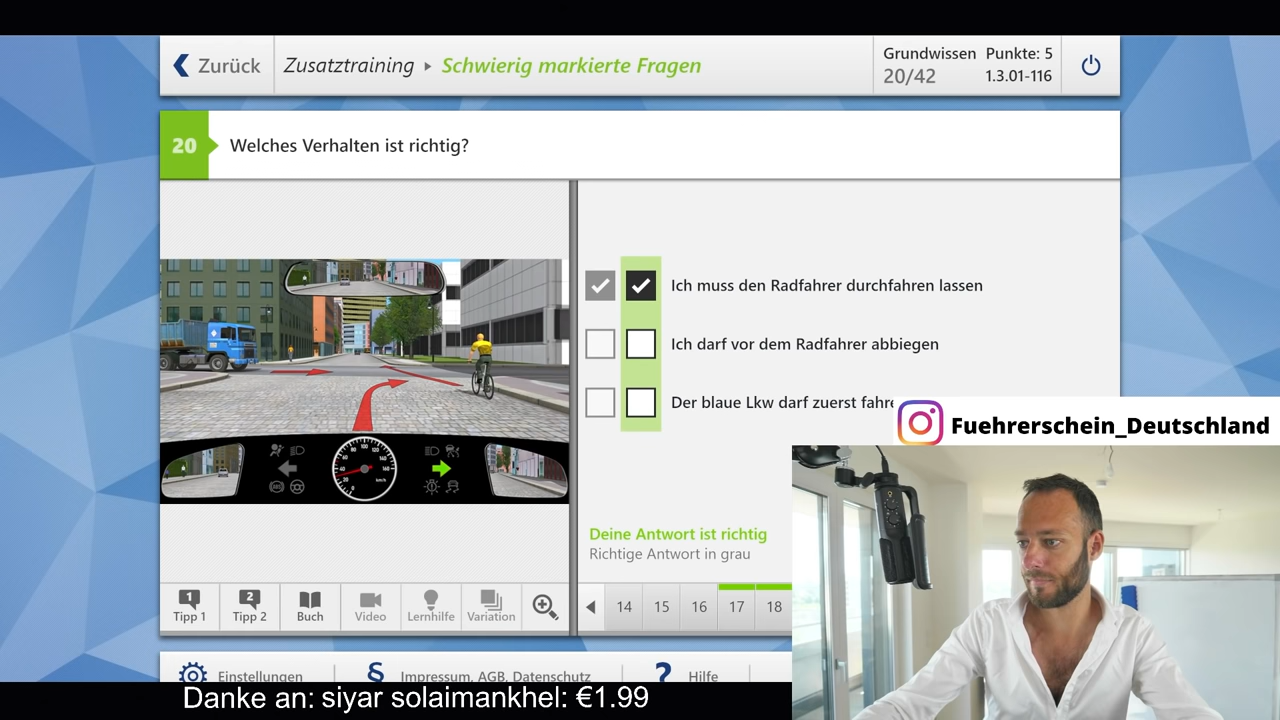 Zurück
Zusatztraining ▸ Schwierig markierte Fragen
Grundwissen Punkte: 5
20/42 1.3.01-116
20 Welches Verhalten ist richtig?
Ich muss den Radfahrer durchfahren lassen
Ich darf vor dem Radfahrer abbiegen
Der blaue Lkw darf zuerst fahre
Fuehrerschein_Deutschland
Deine Antwort ist richtig
Richtige Antwort in grau
Tipp 1 Tipp 2 Buch Video Lernhilfe Variation
14 15 16 17 18
Einstellungen § Impressum, AGB, Datenschutz ? Hilfe
Danke an: siyar solaimankhel: €1.99